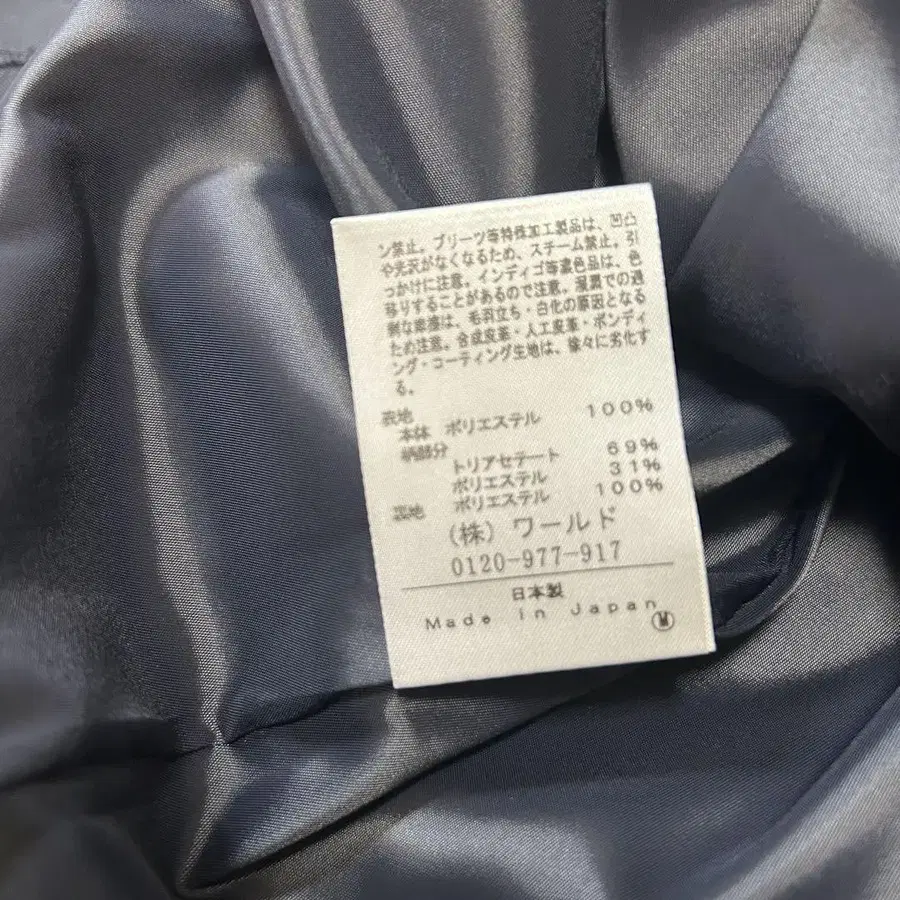 ン禁止。プリーツ等特殊加工製品は、凹凸
や光沢がなくなるため、スチーム禁止。引
っかけに注意。インディゴ等濃色品は、色
移りすることがあるので注意。湿潤での過
剰な摩擦は、毛羽立ち・白化の原因となる
ため注意。合成皮革・人工皮革・ボンディ
ング・コーティング生地は、徐々に劣化す
る。
表地
本体 ポリエステル 100%
柄部分
トリアセテート 69%
ポリエステル 31%
裏地 ポリエステル 100%
(株)ワールド
0120-977-917
日本製
Made in Japan
Ⓜ